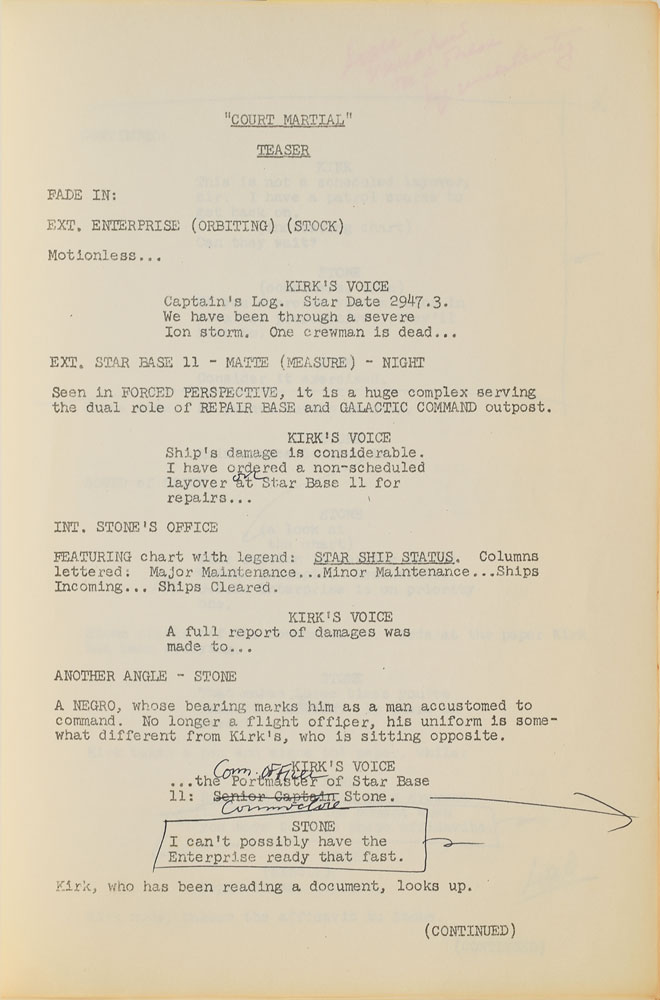 "COURT MARTIAL"
TEASER
FADE IN:
EXT. ENTERPRISE (ORBITING) (STOCK)
Motionless...
KIRK'S VOICE
Captain's Log. Star Date 2947.3.
We have been through a severe
Ion storm. One crewman is dead...
EXT. STAR BASE 11 - MATTE (MEASURE) - NIGHT
Seen in FORCED PERSPECTIVE, it is a huge complex serving
the dual role of REPAIR BASE and GALACTIC COMMAND outpost.
KIRK'S VOICE
Ship's damage is considerable.
I have ordered a non-scheduled
layover at Star Base 11 for
repairs...
INT. STONE'S OFFICE
FEATURING chart with legend: STAR SHIP STATUS. Columns
lettered: Major Maintenance...Minor Maintenance...Ships
Incoming... Ships Cleared.
KIRK'S VOICE
A full report of damages was
made to...
ANOTHER ANGLE - STONE
A NEGRO, whose bearing marks him as a man accustomed to
command. No longer a flight officer, his uniform is some-
what different from Kirk's, who is sitting opposite.
KIRK'S VOICE
Comm. Officer
...the Portmaster of Star Base
11: Senior Captain Stone.
Commodore
STONE
I can't possibly have the
Enterprise ready that fast.
Kirk, who has been reading a document, looks up.
(CONTINUED)